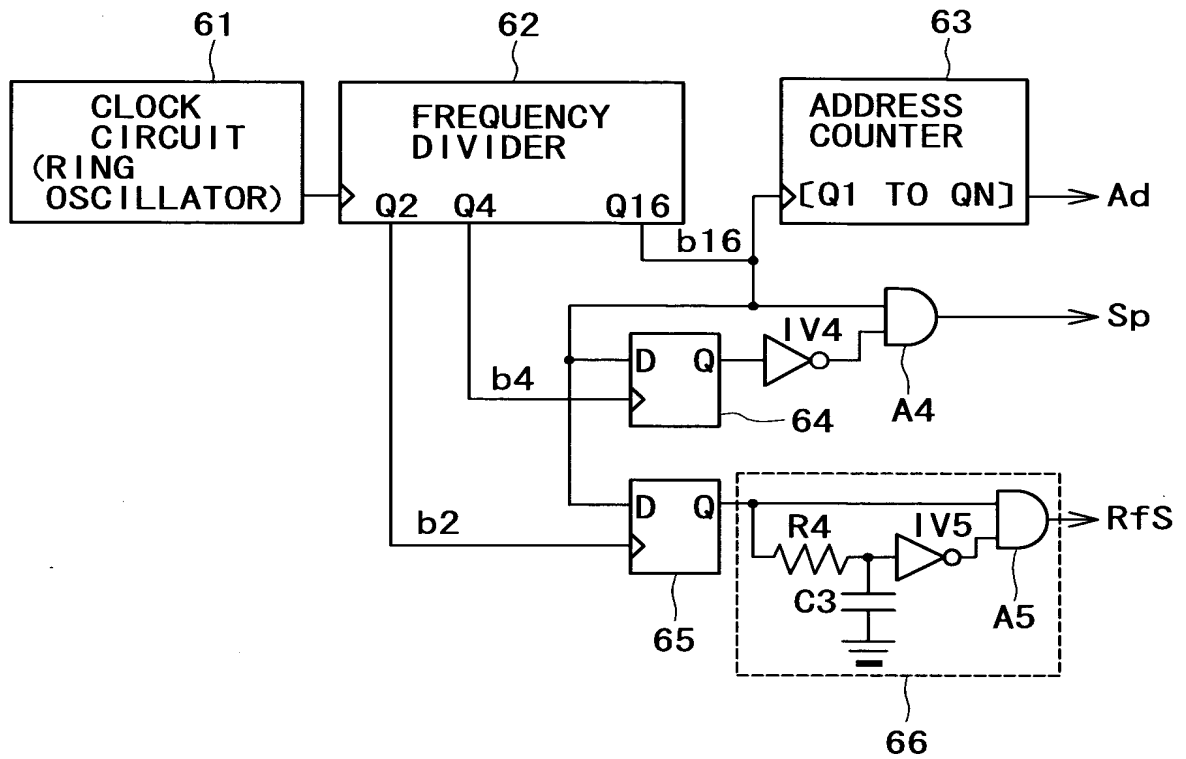 61
62
63
CLOCK
CIRCUIT
(RING
OSCILLATOR)
FREQUENCY
DIVIDER
Q2 Q4 Q16
ADDRESS
COUNTER
[Q1 TO QN]
Ad
b16
Sp
IV4
A4
D Q
b4
64
D Q
b2
65
R4
IV5
RfS
C3
A5
66